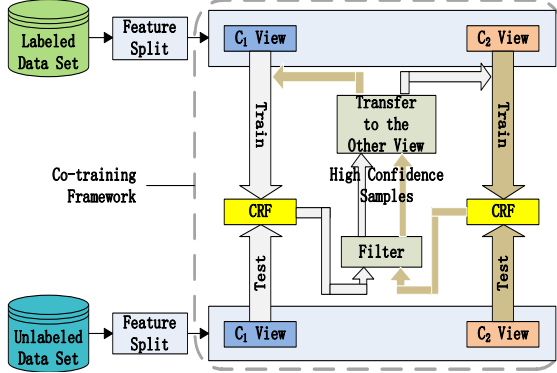 Labeled
Data Set
Feature
Split
C1 View
C2 View
Transfer
to the
Other View
Train
Train
High Confidence
Samples
Co-training
Framework
CRF
CRF
Filter
Test
Test
Unlabeled
Data Set
Feature
Split
C1 View
C2 View